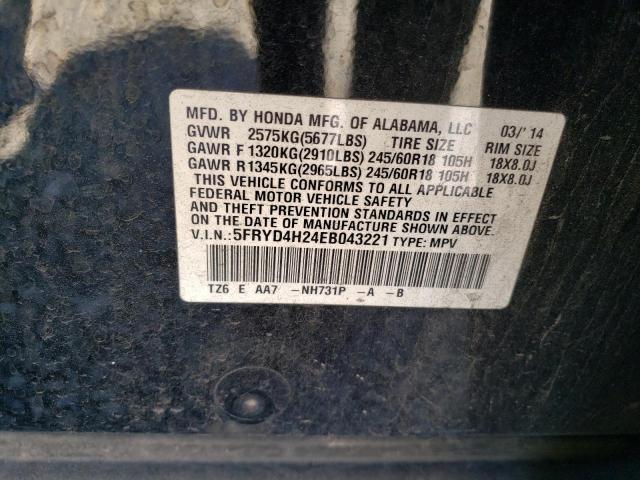 MFD. BY HONDA MFG. OF ALABAMA, LLC 03/'14
GVWR 2575KG(5677LBS) TIRE SIZE RIM SIZE
GAWR F 1320KG(2910LBS) 245/60R18 105H 18X8.0J
GAWR R1345KG(2965LBS) 245/60R18 105H 18X8.0J
THIS VEHICLE CONFORMS TO ALL APPLICABLE
FEDERAL MOTOR VEHICLE SAFETY
AND THEFT PREVENTION STANDARDS IN EFFECT
ON THE DATE OF MANUFACTURE SHOWN ABOVE.
V.I.N.:5FRYD4H24EB043221 TYPE: MPV
TZ6 E AA7 -NH731P -A -B